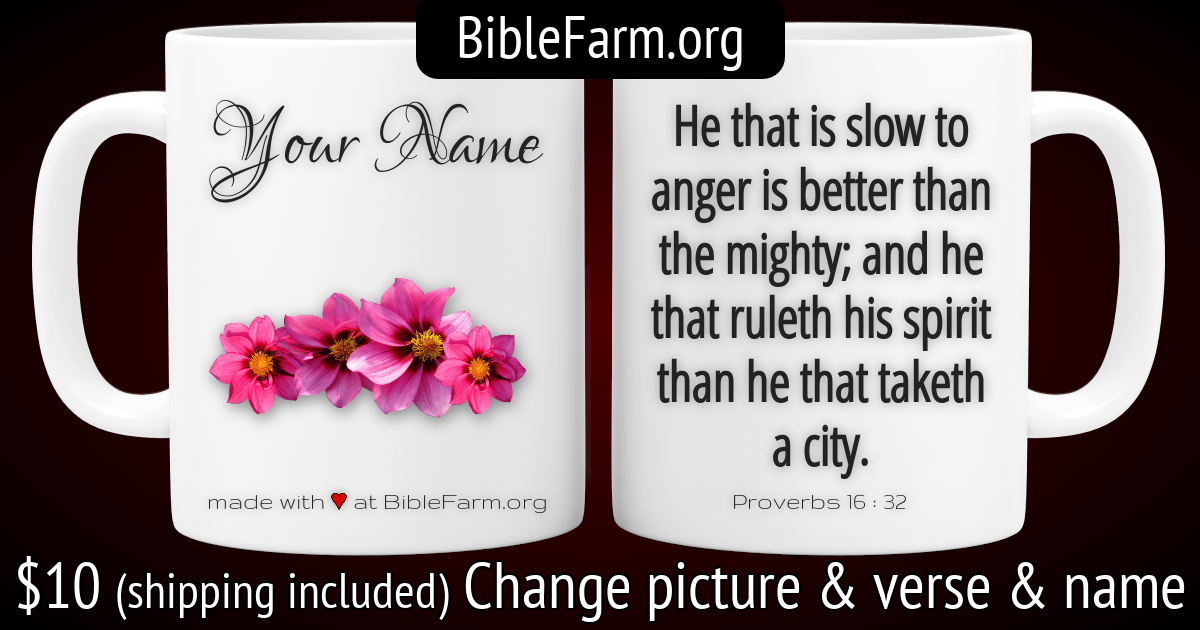 BibleFarm.org
Your Name
made with ♥ at BibleFarm.org
He that is slow to
anger is better than
the mighty; and he
that ruleth his spirit
than he that taketh
a city.
Proverbs 16 : 32
$10 (shipping included) Change picture & verse & name